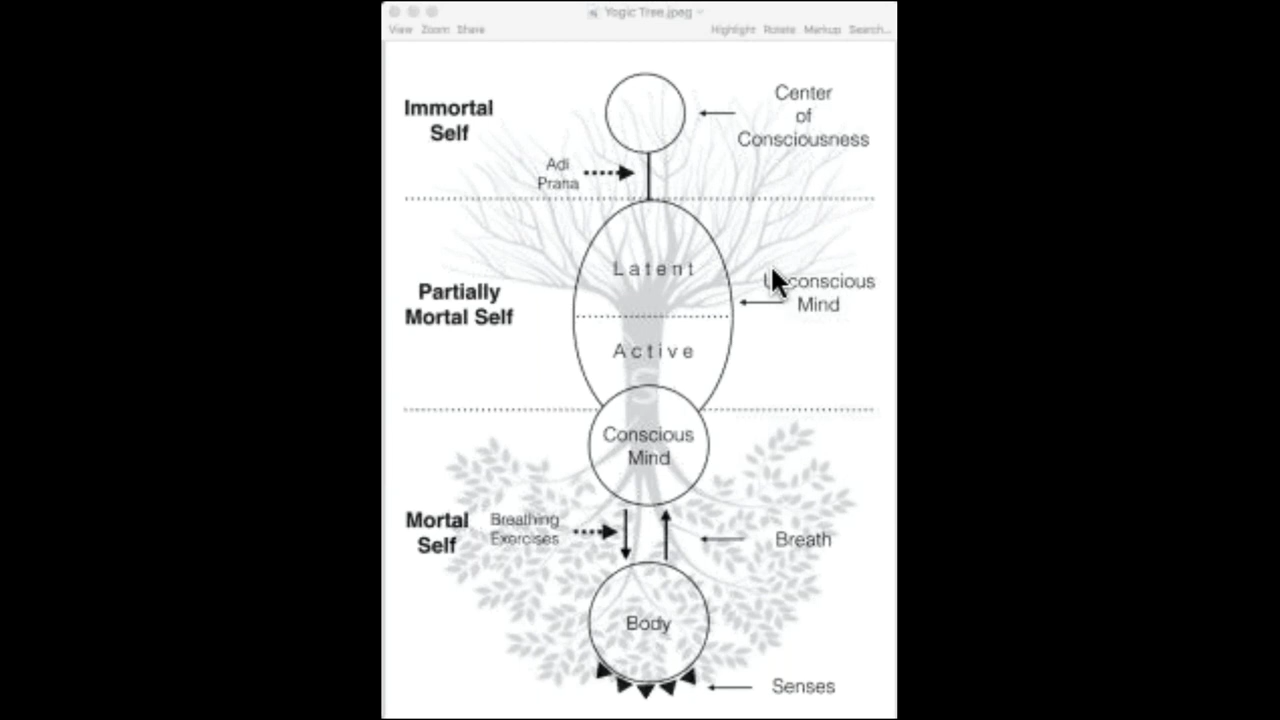 Yogic Tree.jpeg
View Zoom Share Highlight Rotate Markup Search...
Immortal
Self
Center
of
Consciousness
Adi
Prana
Latent
Partially
Mortal Self
conscious
Mind
Active
Conscious
Mind
Mortal
Self
Breathing
Exercises
Breath
Body
Senses